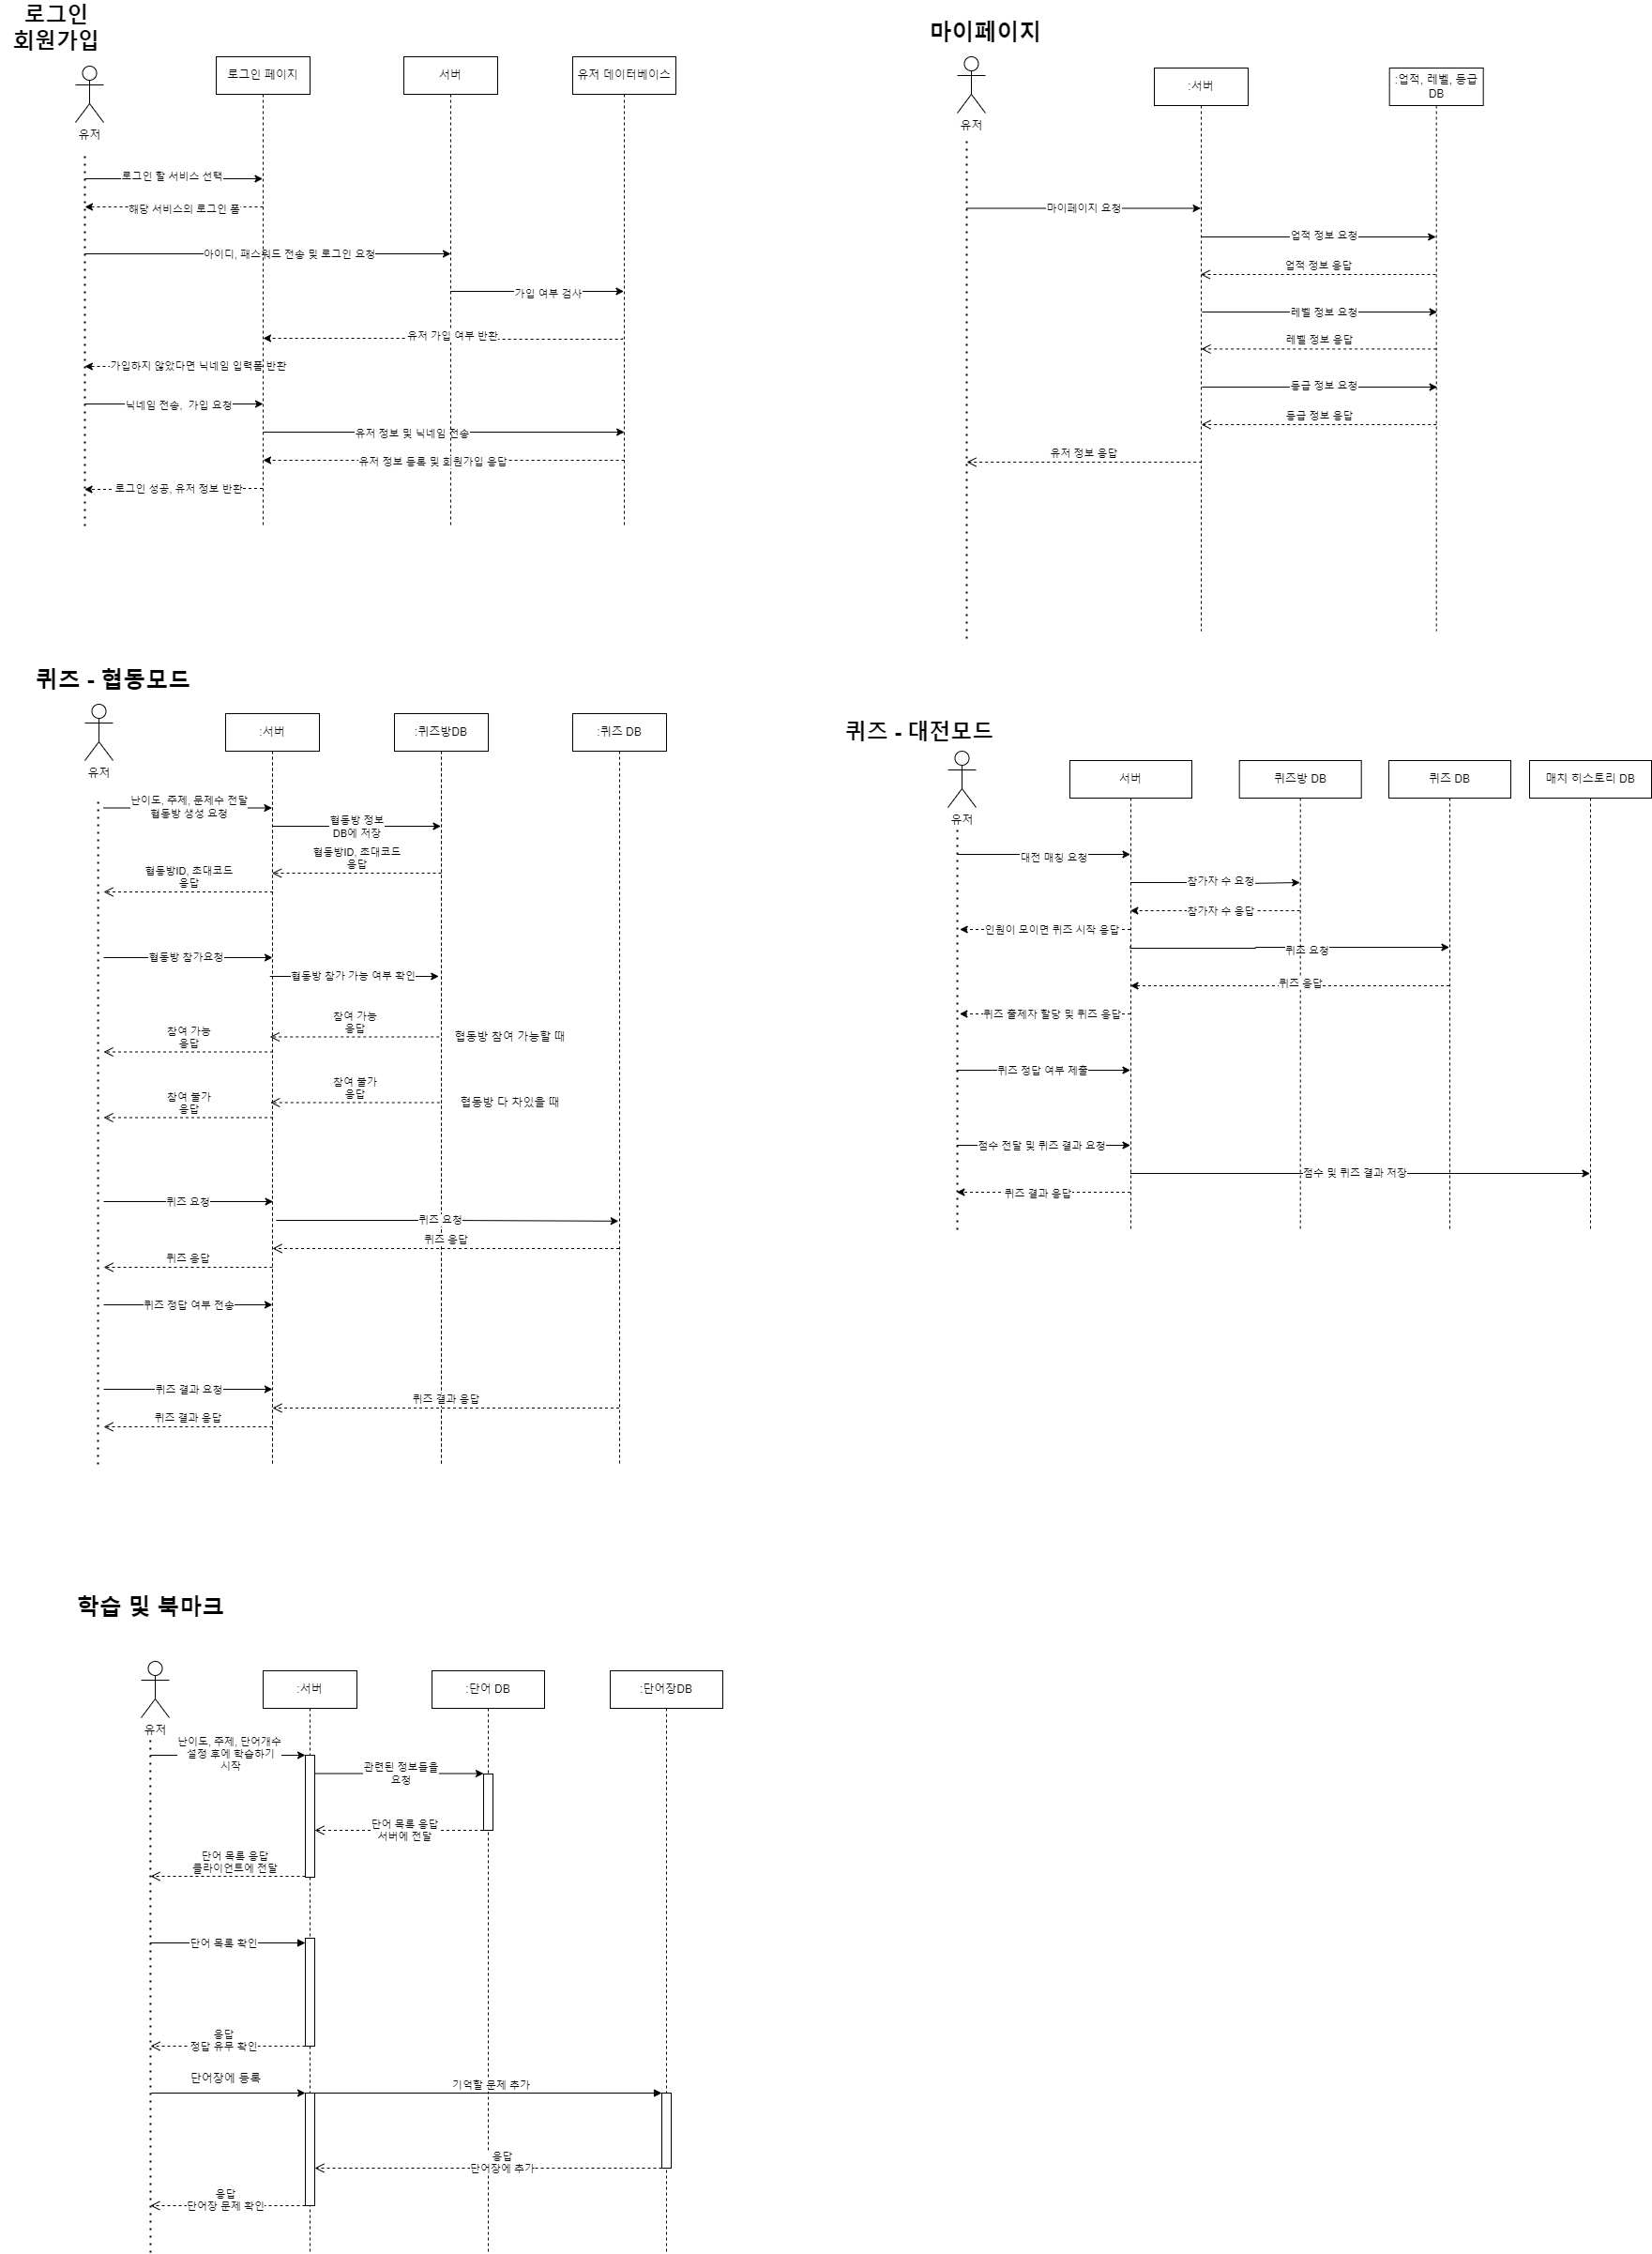 로그인
회원가입
유저
로그인 페이지
서버
유저 데이터베이스
로그인 할 서비스 선택
해당 서비스의 로그인 폼
아이디, 패스워드 전송 및 로그인 요청
가입 여부 검사
유저 가입 여부 반환
가입하지 않았다면 닉네임 입력폼 반환
닉네임 전송, 가입 요청
유저 정보 및 닉네임 전송
유저 정보 등록 및 회원가입 응답
로그인 성공, 유저 정보 반환
마이페이지
유저
:서버
:업적, 레벨, 등급
DB
마이페이지 요청
업적 정보 요청
업적 정보 응답
레벨 정보 요청
레벨 정보 응답
등급 정보 요청
등급 정보 응답
유저 정보 응답
퀴즈 - 협동모드
유저
:서버
:퀴즈방DB
:퀴즈 DB
난이도, 주제, 문제수 전달
협동방 생성 요청
협동방 정보
DB에 저장
협동방ID, 초대코드
응답
협동방ID, 초대코드
응답
협동방 참가요청
협동방 참가 가능 여부 확인
참여 가능
응답
협동방 참여 가능할 때
참여 가능
응답
참여 불가
응답
협동방 다 차있을 때
참여 불가
응답
퀴즈 요청
퀴즈 요청
퀴즈 응답
퀴즈 응답
퀴즈 정답 여부 전송
퀴즈 결과 요청
퀴즈 결과 응답
퀴즈 결과 응답
퀴즈 - 대전모드
유저
서버
퀴즈방 DB
퀴즈 DB
매치 히스토리 DB
대전 매칭 요청
참가자 수 요청
참가자 수 응답
인원이 모이면 퀴즈 시작 응답
퀴즈 요청
퀴즈 응답
퀴즈 출제자 할당 및 퀴즈 응답
퀴즈 정답 여부 제출
점수 전달 및 퀴즈 결과 요청
점수 및 퀴즈 결과 저장
퀴즈 결과 응답
학습 및 북마크
유저
:서버
:단어 DB
:단어장DB
난이도, 주제, 단어개수
설정 후에 학습하기
시작
관련된 정보들을
요청
단어 목록 응답
서버에 전달
단어 목록 응답
클라이언트에 전달
단어 목록 확인
응답
정답 유무 확인
단어장에 등록
기억할 문제 추가
응답
단어장에 추가
응답
단어장 문제 확인